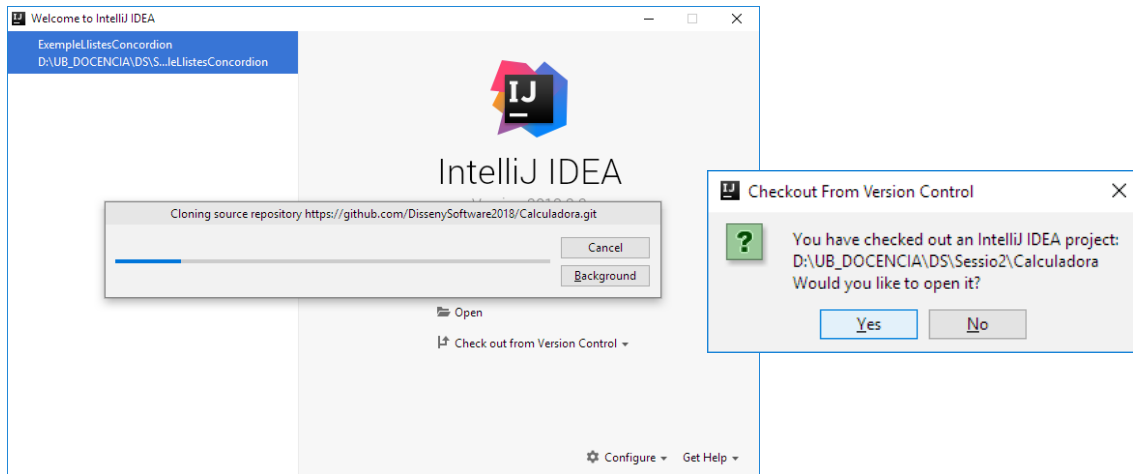 Welcome to IntelliJ IDEA
ExempleLlistesConcordion
D:\UB_DOCENCIA\DS\S...leLlistesConcordion
IJ
IntelliJ IDEA
Cloning source repository https://github.com/DissenySoftware2018/Calculadora.git
Cancel
Background
Open
Check out from Version Control
Configure
Get Help
Checkout From Version Control
You have checked out an IntelliJ IDEA project:
D:\UB_DOCENCIA\DS\Sessio2\Calculadora
Would you like to open it?
Yes
No